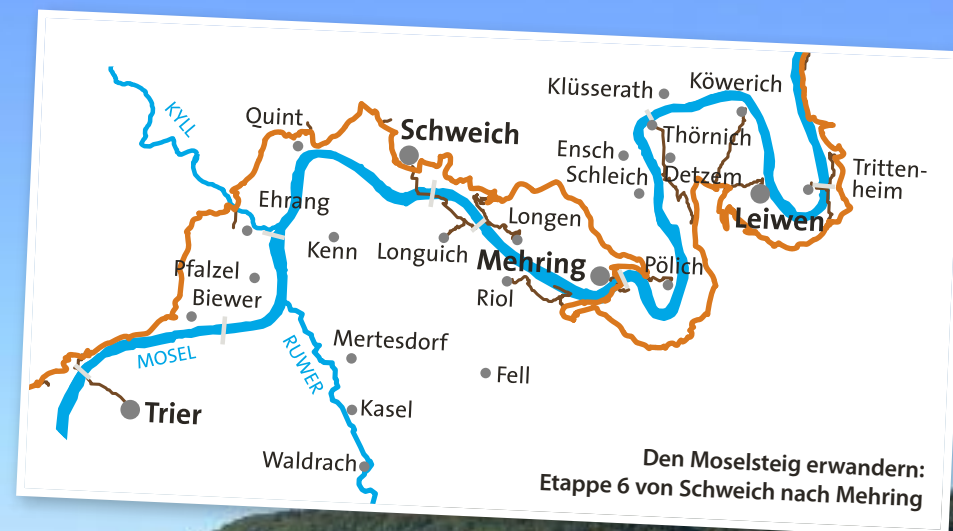 Klüsserath
Köwerich
KYLL
Quint
Schweich
Thörnich
Ensch
Schleich
Detzem
Tritten-
heim
Ehrang
Longen
Leiwen
Kenn
Longuich
Mehring
Pölich
Pfalzel
Biewer
Riol
Mertesdorf
MOSEL
RUWER
Fell
Trier
Kasel
Waldrach
Den Moselsteig erwandern:
Etappe 6 von Schweich nach Mehring